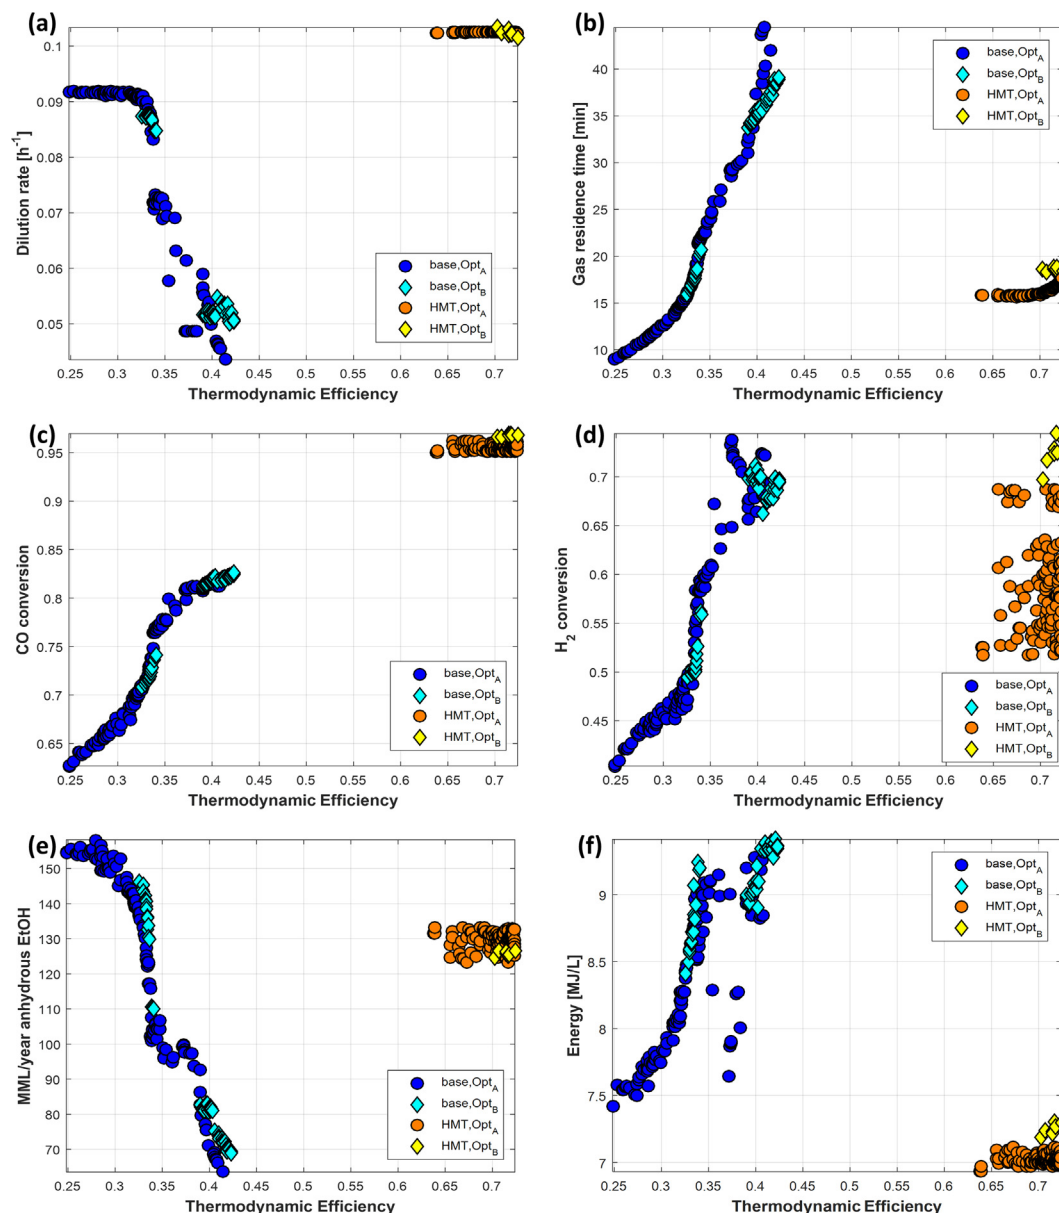 (a)
0.1
0.09
0.08
0.07
0.06
0.05
Dilution rate [h-1]
base,OptA
base,OptB
HMT,OptA
HMT,OptB
0.25 0.3 0.35 0.4 0.45 0.5 0.55 0.6 0.65 0.7
Thermodynamic Efficiency
(b)
40
35
30
25
20
15
10
Gas residence time [min]
base,OptA
base,OptB
HMT,OptA
HMT,OptB
0.25 0.3 0.35 0.4 0.45 0.5 0.55 0.6 0.65 0.7
Thermodynamic Efficiency
(c)
0.95
0.9
0.85
0.8
0.75
0.7
0.65
CO conversion
base,OptA
base,OptB
HMT,OptA
HMT,OptB
0.25 0.3 0.35 0.4 0.45 0.5 0.55 0.6 0.65 0.7
Thermodynamic Efficiency
(d)
0.7
0.65
0.6
0.55
0.5
0.45
H2 conversion
base,OptA
base,OptB
HMT,OptA
HMT,OptB
0.25 0.3 0.35 0.4 0.45 0.5 0.55 0.6 0.65 0.7
Thermodynamic Efficiency
(e)
150
140
130
120
110
100
90
80
70
MML/year anhydrous EtOH
base,OptA
base,OptB
HMT,OptA
HMT,OptB
0.25 0.3 0.35 0.4 0.45 0.5 0.55 0.6 0.65 0.7
Thermodynamic Efficiency
(f)
9
8.5
8
7.5
7
Energy [MJ/L]
base,OptA
base,OptB
HMT,OptA
HMT,OptB
0.25 0.3 0.35 0.4 0.45 0.5 0.55 0.6 0.65 0.7
Thermodynamic Efficiency